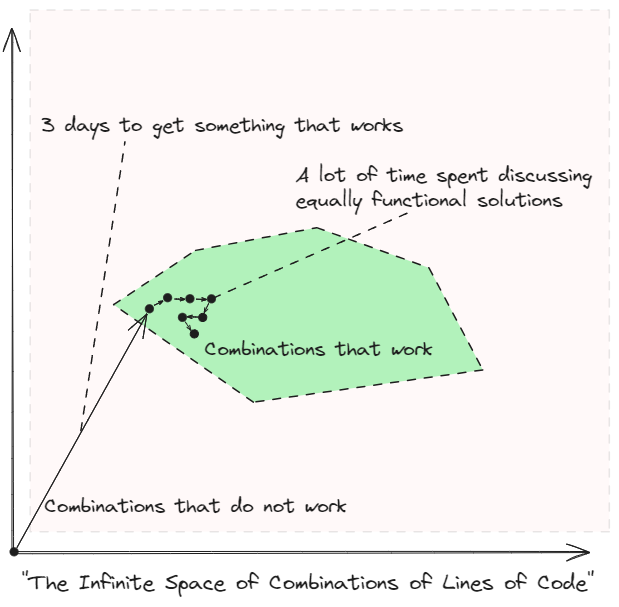 3 days to get something that works
A lot of time spent discussing
equally functional solutions
Combinations that work
Combinations that do not work
"The Infinite Space of Combinations of Lines of Code"